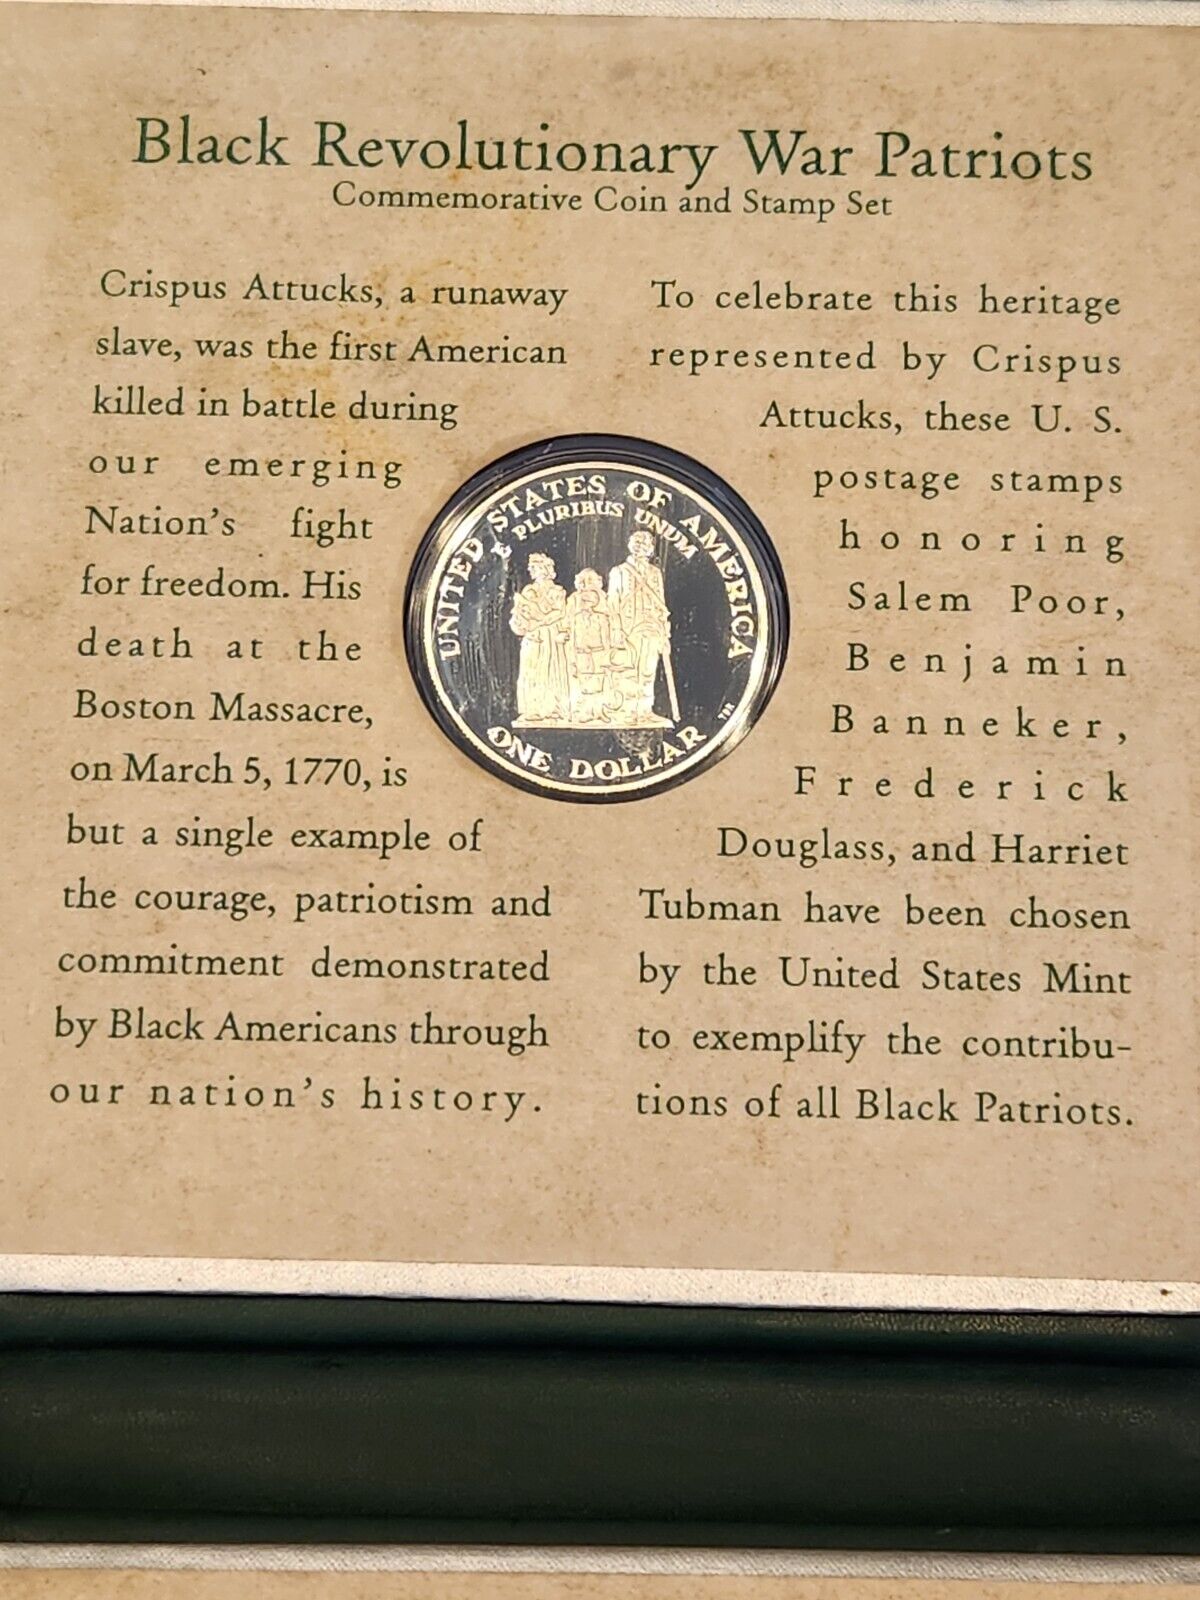 Black Revolutionary War Patriots
Commemorative Coin and Stamp Set
Crispus Attucks, a runaway
slave, was the first American
killed in battle during
our emerging
Nation's fight
for freedom. His
death at the
Boston Massacre,
on March 5, 1770, is
but a single example of
the courage, patriotism and
commitment demonstrated
by Black Americans through
our nation's history.
UNITED STATES OF AMERICA
E PLURIBUS UNUM
ONE DOLLAR
To celebrate this heritage
represented by Crispus
Attucks, these U. S.
postage stamps
honoring
Salem Poor,
Benjamin
Banneker,
Frederick
Douglass, and Harriet
Tubman have been chosen
by the United States Mint
to exemplify the contribu-
tions of all Black Patriots.